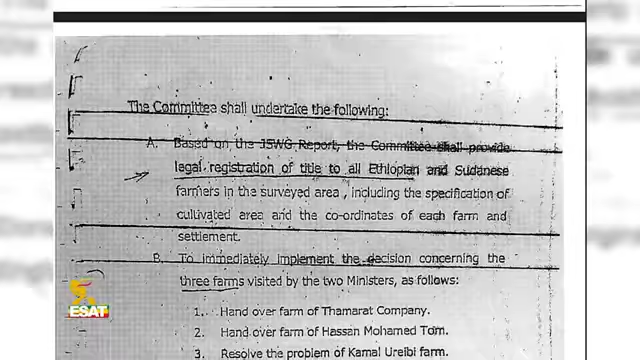 The Committee shall undertake the following:
A. Based on the JSWG Report, the Committee shall provide
legal registration of title to all Ethiopian and Sudanese
farmers in the surveyed area , including the specification of
cultivated area and the co-ordinates of each farm and
settlement.
B. To immediately implement the decision concerning the
three farms visited by the two Ministers, as follows:
1. Hand over farm of Thamarat Company.
2. Hand over farm of Hassan Mohamed Tom.
3. Resolve the problem of Kamal Ureibi farm.
ESAT